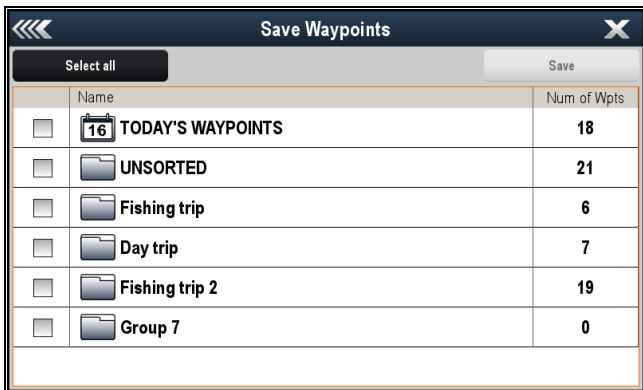 Save Waypoints
Select all Save
Name Num of Wpts
16 TODAY'S WAYPOINTS 18
UNSORTED 21
Fishing trip 6
Day trip 7
Fishing trip 2 19
Group 7 0